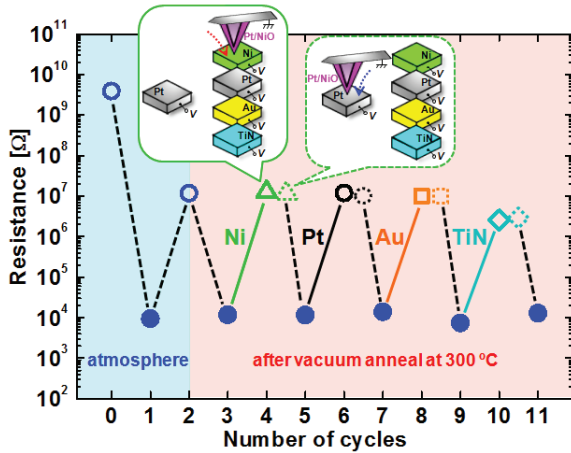 10¹¹
10¹⁰
10⁹
10⁸
10⁷
10⁶
10⁵
10⁴
10³
10²
Resistance [Ω]
Pt/NiO
Ni
V
Pt
V
Pt
V
Au
V
TiN
V
Pt/NiO
Pt
V
Ni
V
Pt
V
Au
V
TiN
V
Ni
Pt
Au
TiN
atmosphere
after vacuum anneal at 300 ºC
0 1 2 3 4 5 6 7 8 9 10 11
Number of cycles